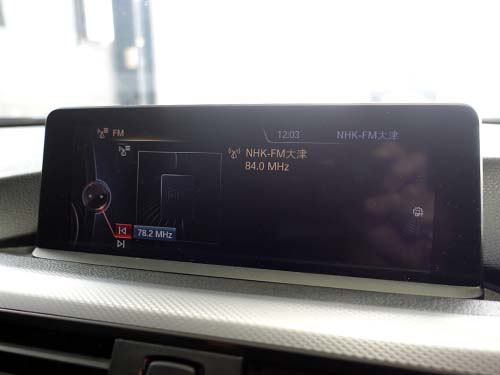 FM 12:03 NHK-FM大津
NHK-FM大津
84.0 MHz
78.2 MHz
OFF